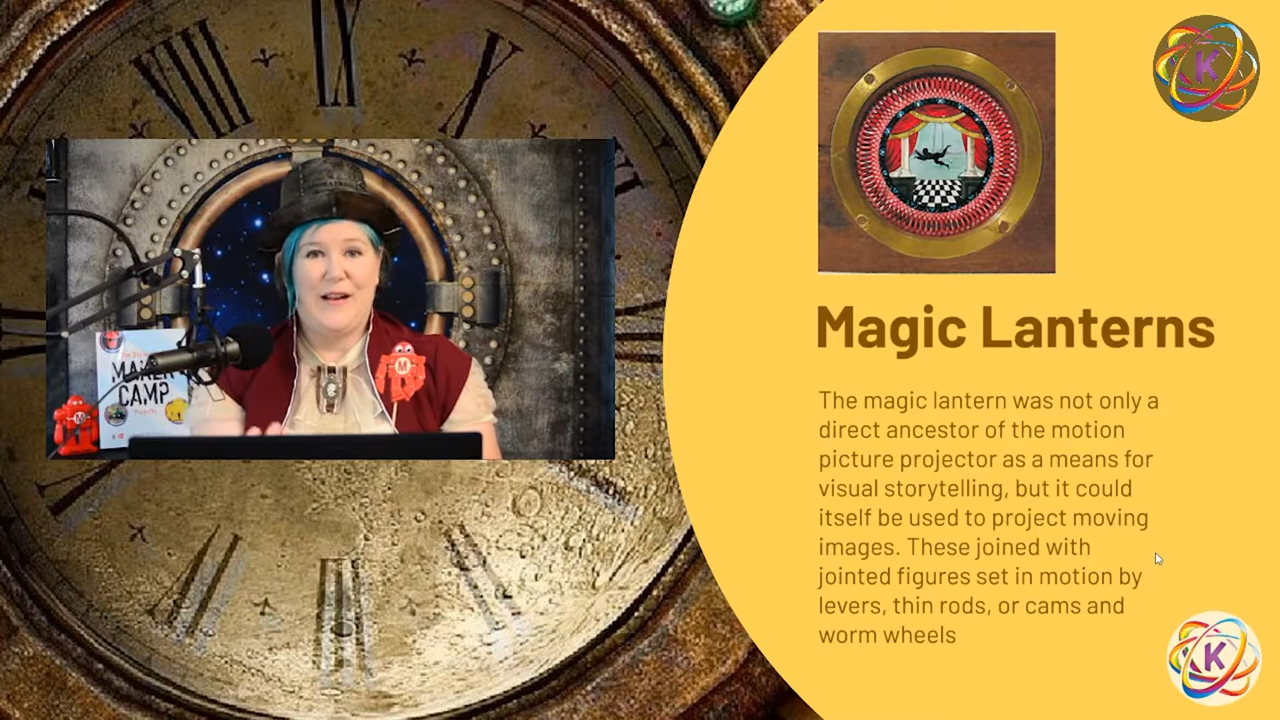 MAKER
CAMP
M
M
K
Magic Lanterns
The magic lantern was not only a
direct ancestor of the motion
picture projector as a means for
visual storytelling, but it could
itself be used to project moving
images. These joined with
jointed figures set in motion by
levers, thin rods, or cams and
worm wheels
K